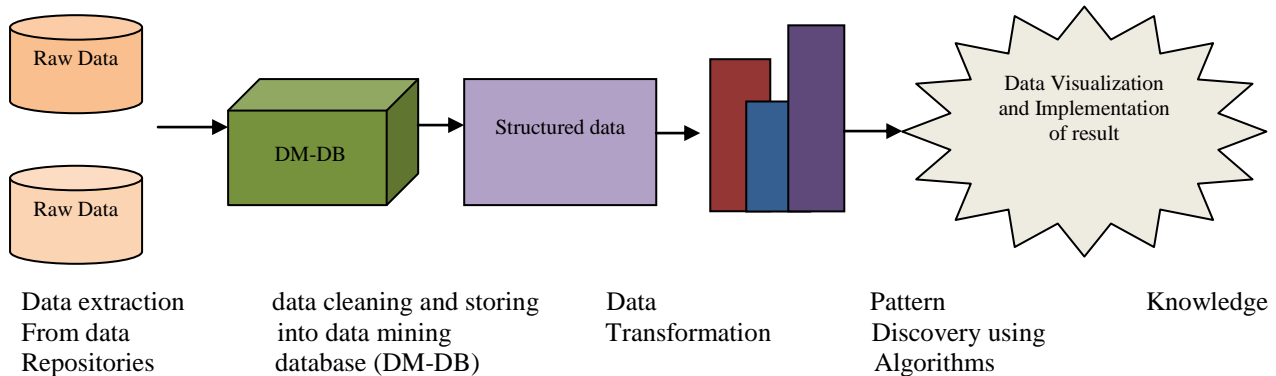 Raw Data
Raw Data
DM-DB
Structured data
Data Visualization
and Implementation
of result
Data extraction
From data
Repositories
data cleaning and storing
into data mining
database (DM-DB)
Data
Transformation
Pattern
Discovery using
Algorithms
Knowledge